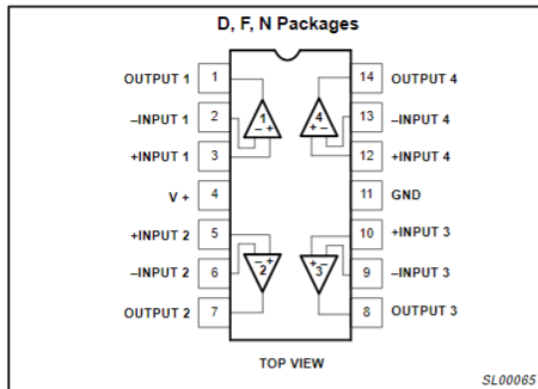 D, F, N Packages
OUTPUT 1 1 14 OUTPUT 4
–INPUT 1 2 13 –INPUT 4
1 4
– + + –
+INPUT 1 3 12 +INPUT 4
V + 4 11 GND
+INPUT 2 5 10 +INPUT 3
– + + –
2 3
–INPUT 2 6 9 –INPUT 3
OUTPUT 2 7 8 OUTPUT 3
TOP VIEW
SL00065